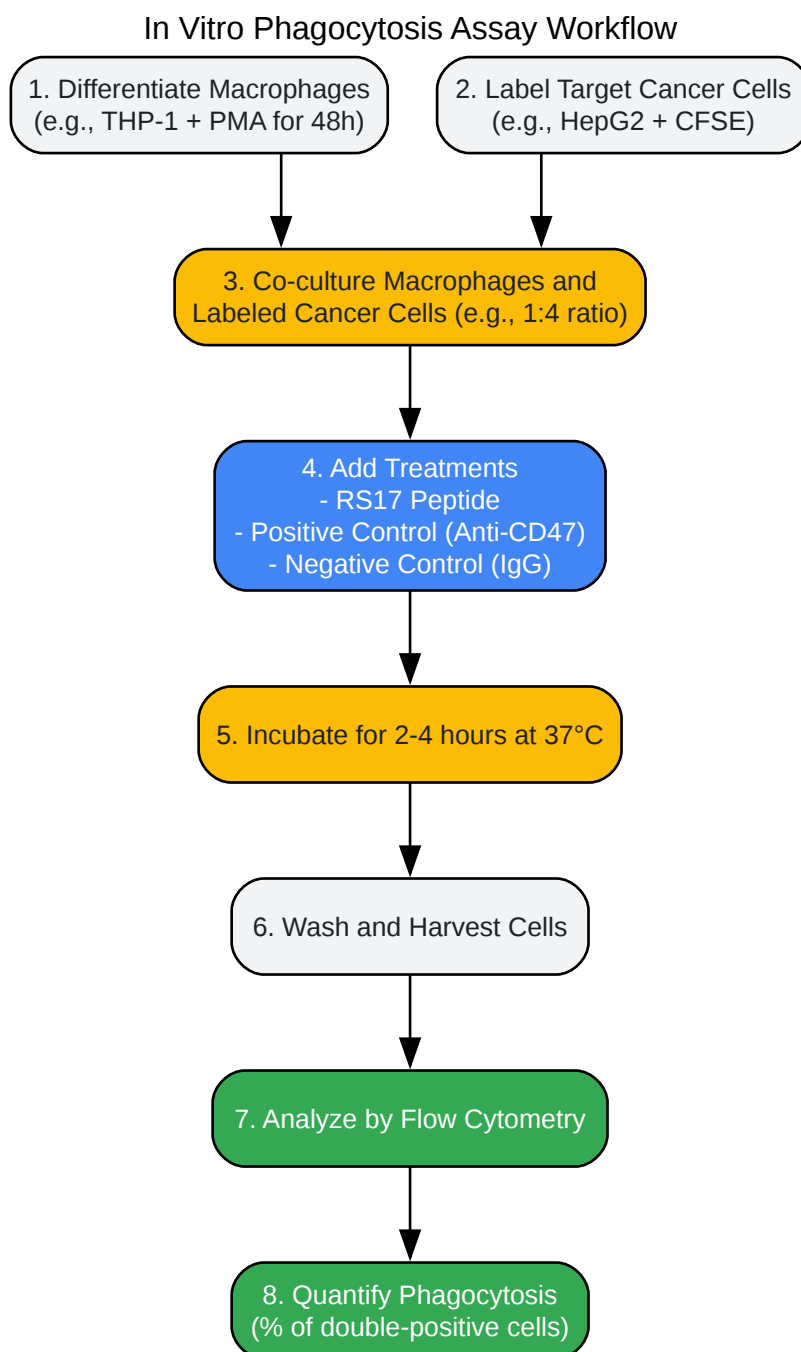 In Vitro Phagocytosis Assay Workflow
1. Differentiate Macrophages
(e.g., THP-1 + PMA for 48h)
2. Label Target Cancer Cells
(e.g., HepG2 + CFSE)
3. Co-culture Macrophages and
Labeled Cancer Cells (e.g., 1:4 ratio)
4. Add Treatments
- RS17 Peptide
- Positive Control (Anti-CD47)
- Negative Control (IgG)
5. Incubate for 2-4 hours at 37°C
6. Wash and Harvest Cells
7. Analyze by Flow Cytometry
8. Quantify Phagocytosis
(% of double-positive cells)